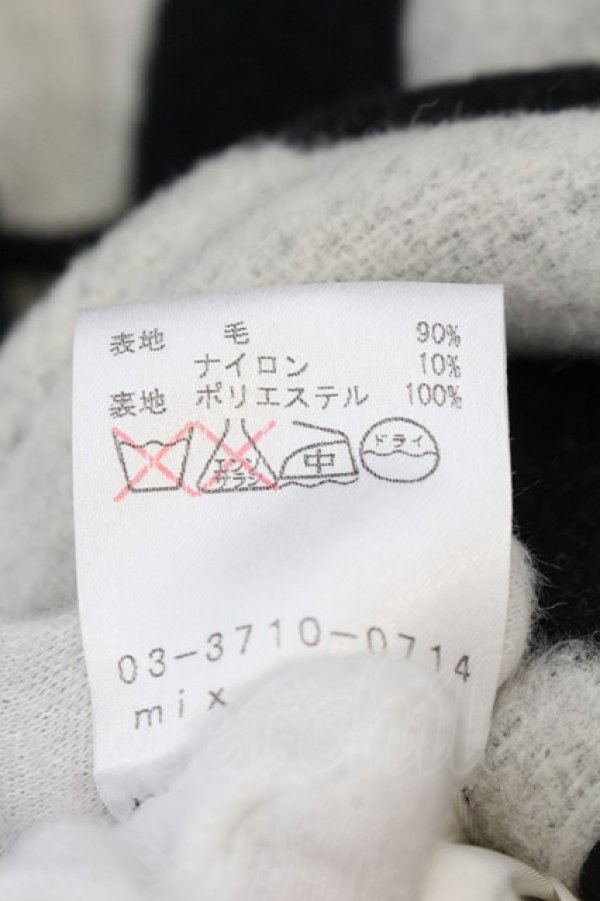 表地 毛 90%
ナイロン 10%
裏地 ポリエステル 100%
エンソサラシ 中 ドライ
03-3710-0714
mix